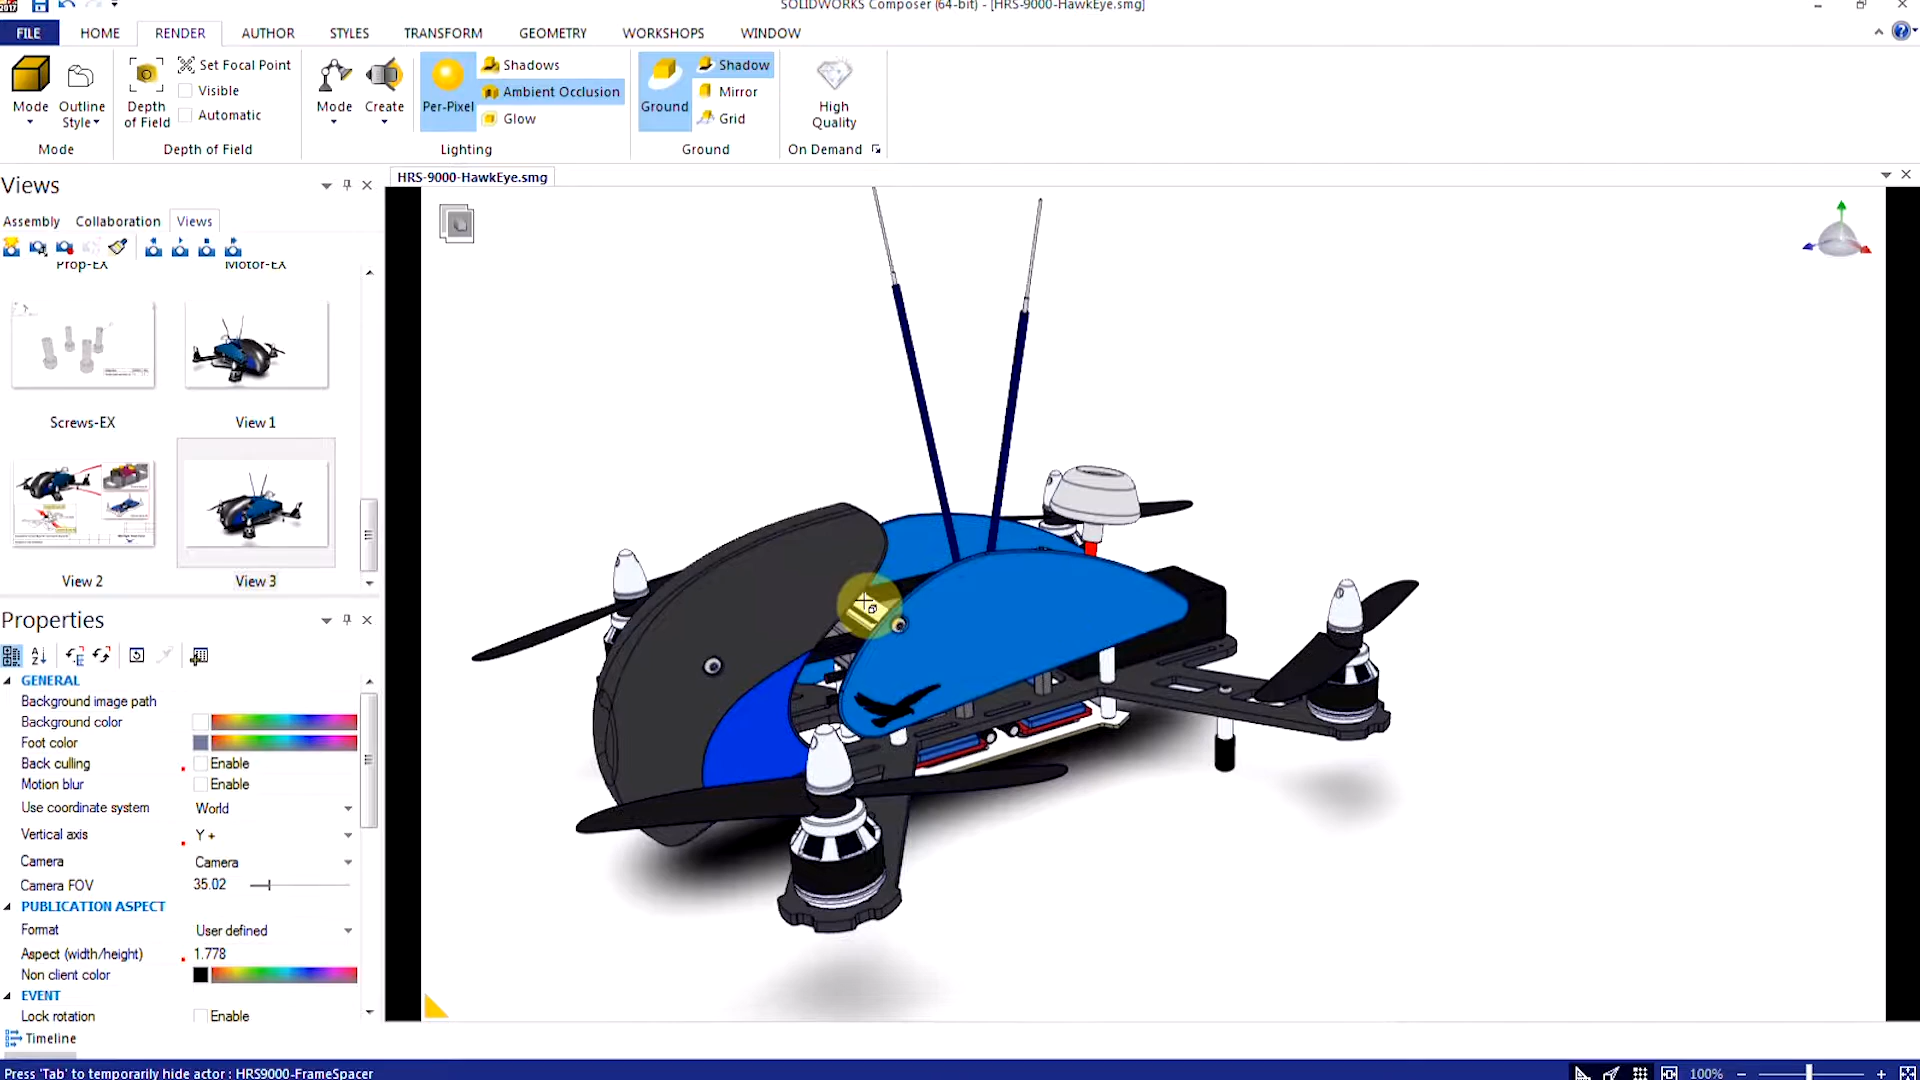 SOLIDWORKS Composer (64-bit) - [HRS-9000-HawkEye.smg]
FILE HOME RENDER AUTHOR STYLES TRANSFORM GEOMETRY WORKSHOPS WINDOW
Set Focal Point Shadows Shadow
Visible Ambient Occlusion Mirror
Mode Outline Style Depth of Field Automatic Mode Create Per-Pixel Glow Ground Grid High Quality
Mode Depth of Field Lighting Ground On Demand
Views
HRS-9000-HawkEye.smg
Assembly Collaboration Views
Prop-EX Motor-EX
Screws-EX View 1
View 2 View 3
Properties
GENERAL
Background image path
Background color
Foot color
Back culling Enable
Motion blur Enable
Use coordinate system World
Vertical axis Y +
Camera Camera
Camera FOV 35.02
PUBLICATION ASPECT
Format User defined
Aspect (width/height) 1.778
Non client color
EVENT
Lock rotation Enable
Timeline
Press 'Tab' to temporarily hide actor : HRS9000-FrameSpacer
100%